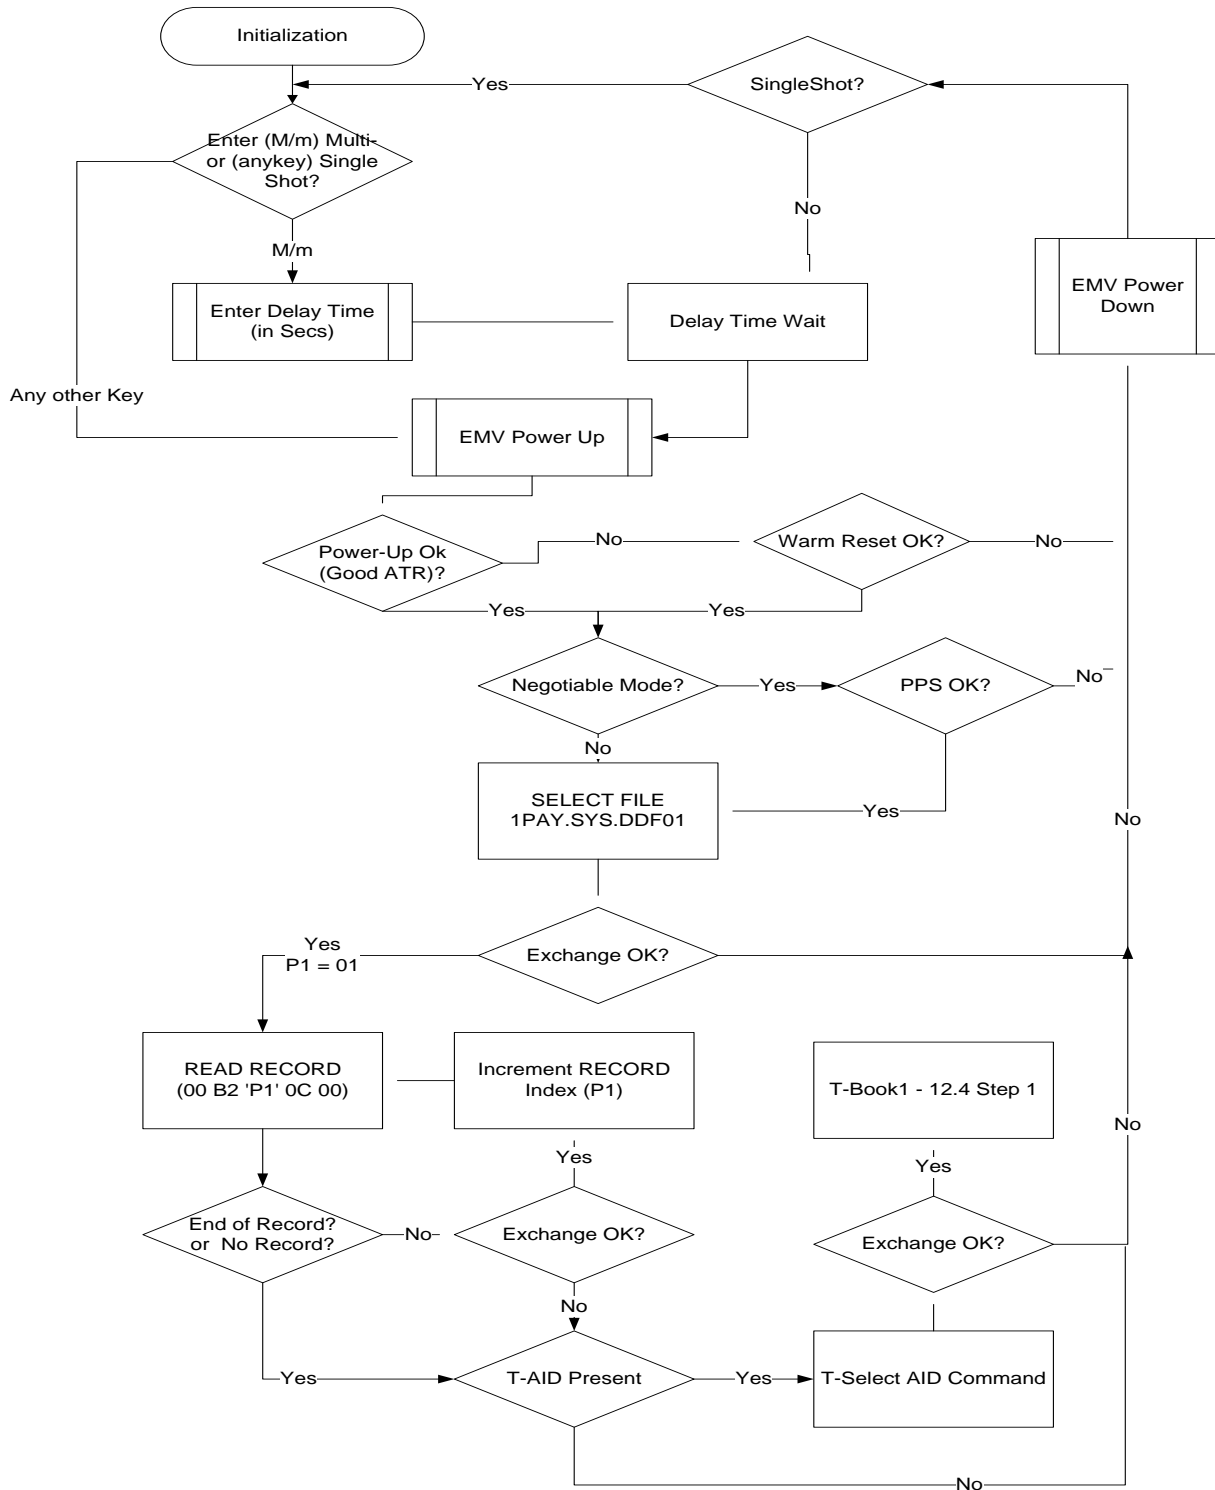 Initialization
Yes
SingleShot?
Enter (M/m) Multi-
or (anykey) Single
Shot?
No
M/m
Enter Delay Time
(in Secs)
Delay Time Wait
EMV Power
Down
Any other Key
EMV Power Up
Power-Up Ok
(Good ATR)?
No
Warm Reset OK?
No
Yes
Yes
Negotiable Mode?
Yes
PPS OK?
No
No
SELECT FILE
1PAY.SYS.DDF01
Yes
No
Yes
P1 = 01
Exchange OK?
READ RECORD
(00 B2 'P1' 0C 00)
Increment RECORD
Index (P1)
T-Book1 - 12.4 Step 1
No
Yes
Yes
End of Record?
or No Record?
No
Exchange OK?
Exchange OK?
No
Yes
T-AID Present
Yes
T-Select AID Command
No